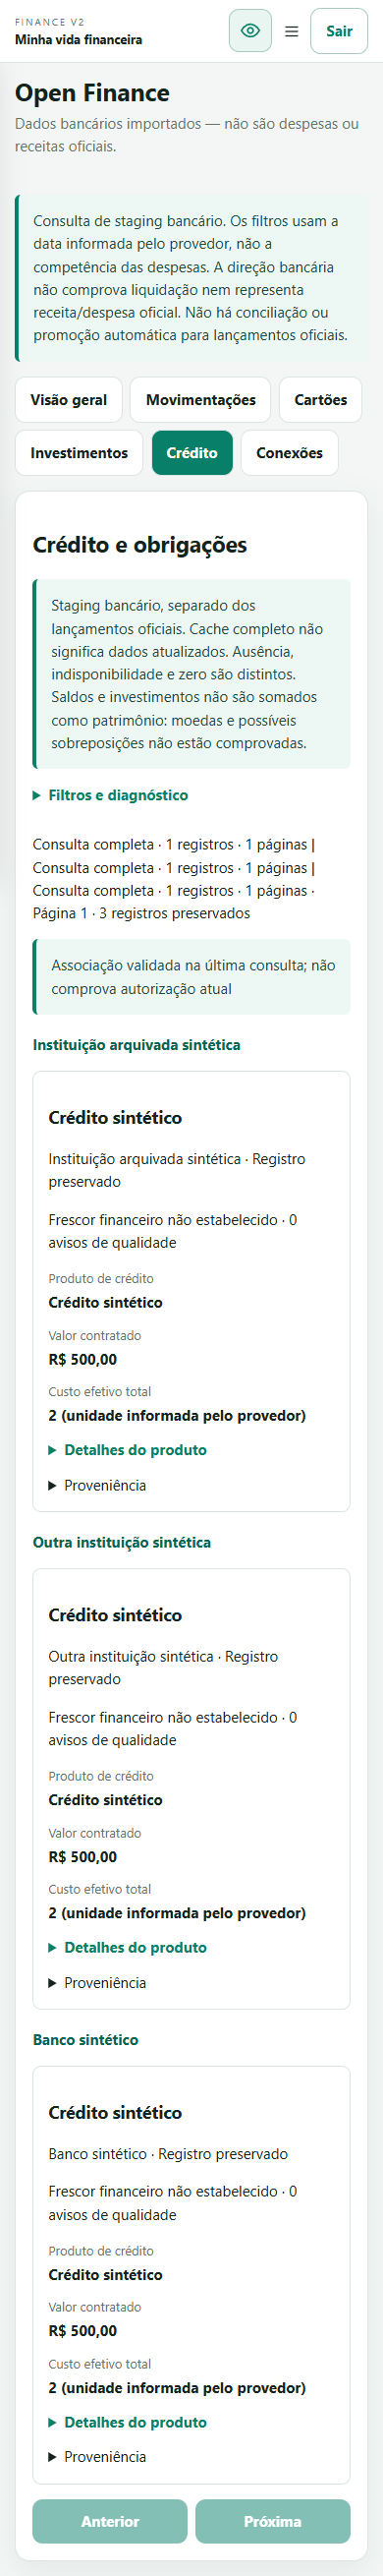 FINANCE V2
Minha vida financeira
Sair
Open Finance
Dados bancários importados — não são despesas ou
receitas oficiais.
Consulta de staging bancário. Os filtros usam a
data informada pelo provedor, não a
competência das despesas. A direção bancária
não comprova liquidação nem representa
receita/despesa oficial. Não há conciliação ou
promoção automática para lançamentos oficiais.
Visão geral
Movimentações
Cartões
Investimentos
Crédito
Conexões
Crédito e obrigações
Staging bancário, separado dos
lançamentos oficiais. Cache completo não
significa dados atualizados. Ausência,
indisponibilidade e zero são distintos.
Saldos e investimentos não são somados
como patrimônio: moedas e possíveis
sobreposições não estão comprovadas.
Filtros e diagnóstico
Consulta completa · 1 registros · 1 páginas |
Consulta completa · 1 registros · 1 páginas |
Consulta completa · 1 registros · 1 páginas ·
Página 1 · 3 registros preservados
Associação validada na última consulta; não
comprova autorização atual
Instituição arquivada sintética
Crédito sintético
Instituição arquivada sintética · Registro
preservado
Frescor financeiro não estabelecido · 0
avisos de qualidade
Produto de crédito
Crédito sintético
Valor contratado
R$ 500,00
Custo efetivo total
2 (unidade informada pelo provedor)
Detalhes do produto
Proveniência
Outra instituição sintética
Crédito sintético
Outra instituição sintética · Registro
preservado
Frescor financeiro não estabelecido · 0
avisos de qualidade
Produto de crédito
Crédito sintético
Valor contratado
R$ 500,00
Custo efetivo total
2 (unidade informada pelo provedor)
Detalhes do produto
Proveniência
Banco sintético
Crédito sintético
Banco sintético · Registro preservado
Frescor financeiro não estabelecido · 0
avisos de qualidade
Produto de crédito
Crédito sintético
Valor contratado
R$ 500,00
Custo efetivo total
2 (unidade informada pelo provedor)
Detalhes do produto
Proveniência
Anterior
Próxima